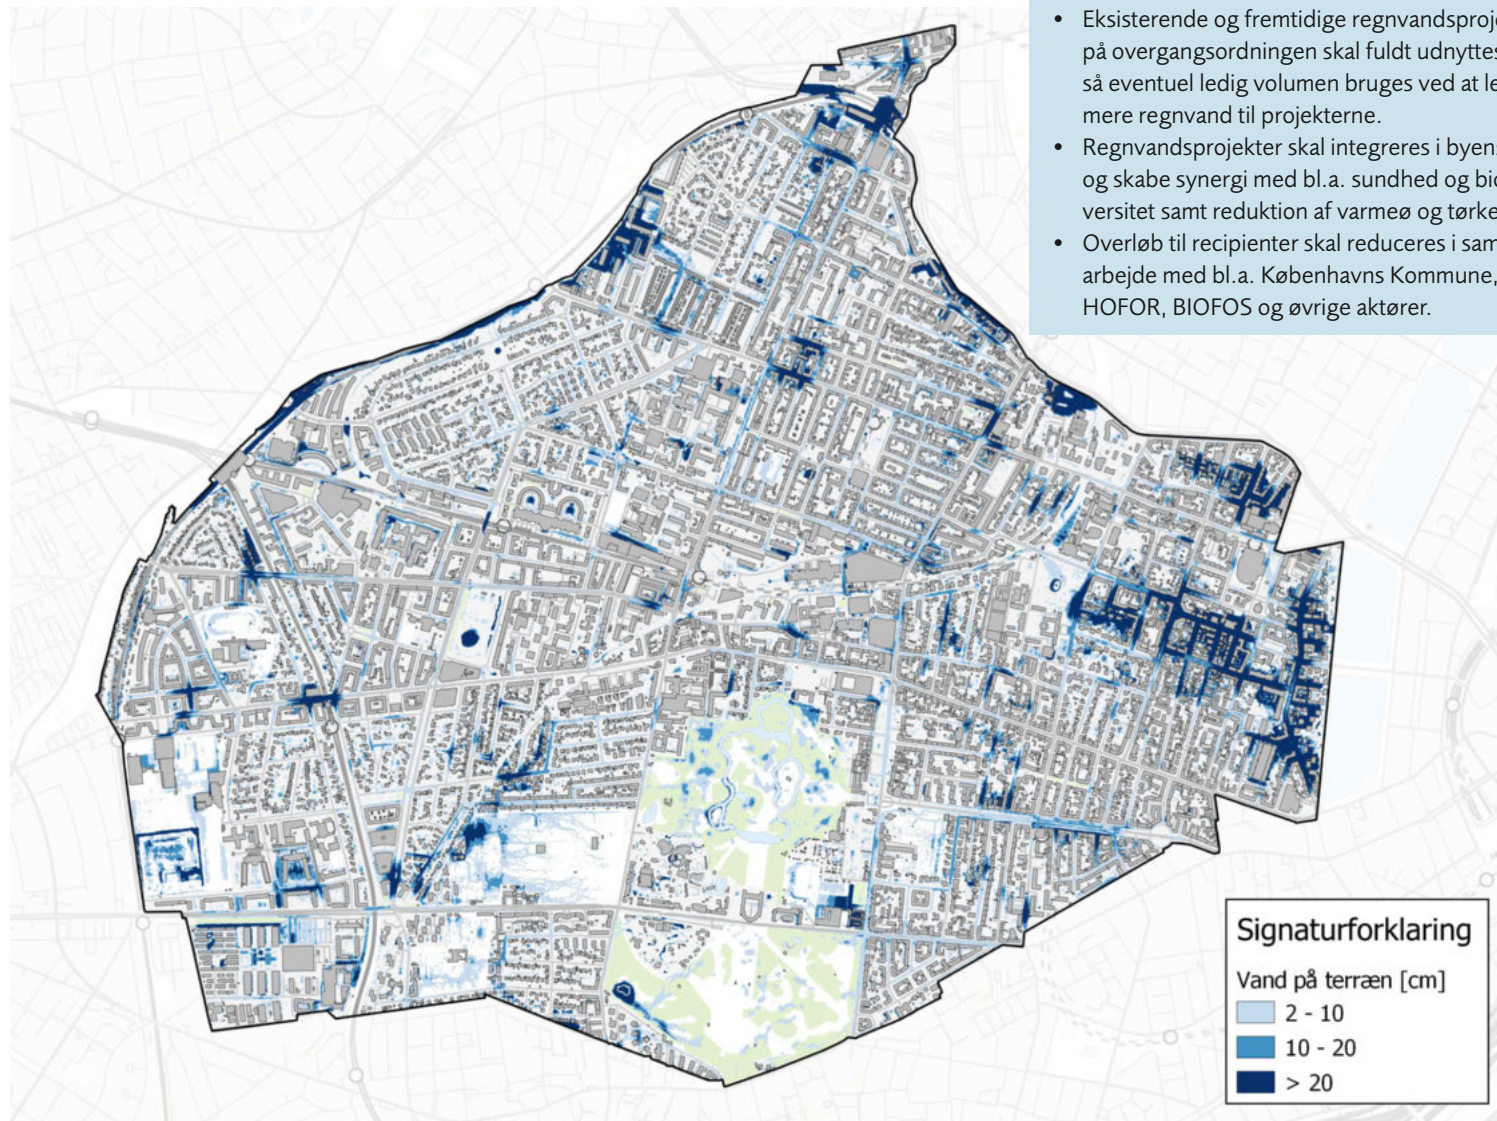 • Eksisterende og fremtidige regnvandsproj
på overgangsordningen skal fuldt udnyttes
så eventuel ledig volumen bruges ved at le
mere regnvand til projekterne.
• Regnvandsprojekter skal integreres i byens
og skabe synergi med bl.a. sundhed og bio
versitet samt reduktion af varmeø og tørke
• Overløb til recipienter skal reduceres i sam
arbejde med bl.a. Københavns Kommune,
HOFOR, BIOFOS og øvrige aktører.
Signaturforklaring
Vand på terræn [cm]
2 - 10
10 - 20
> 20